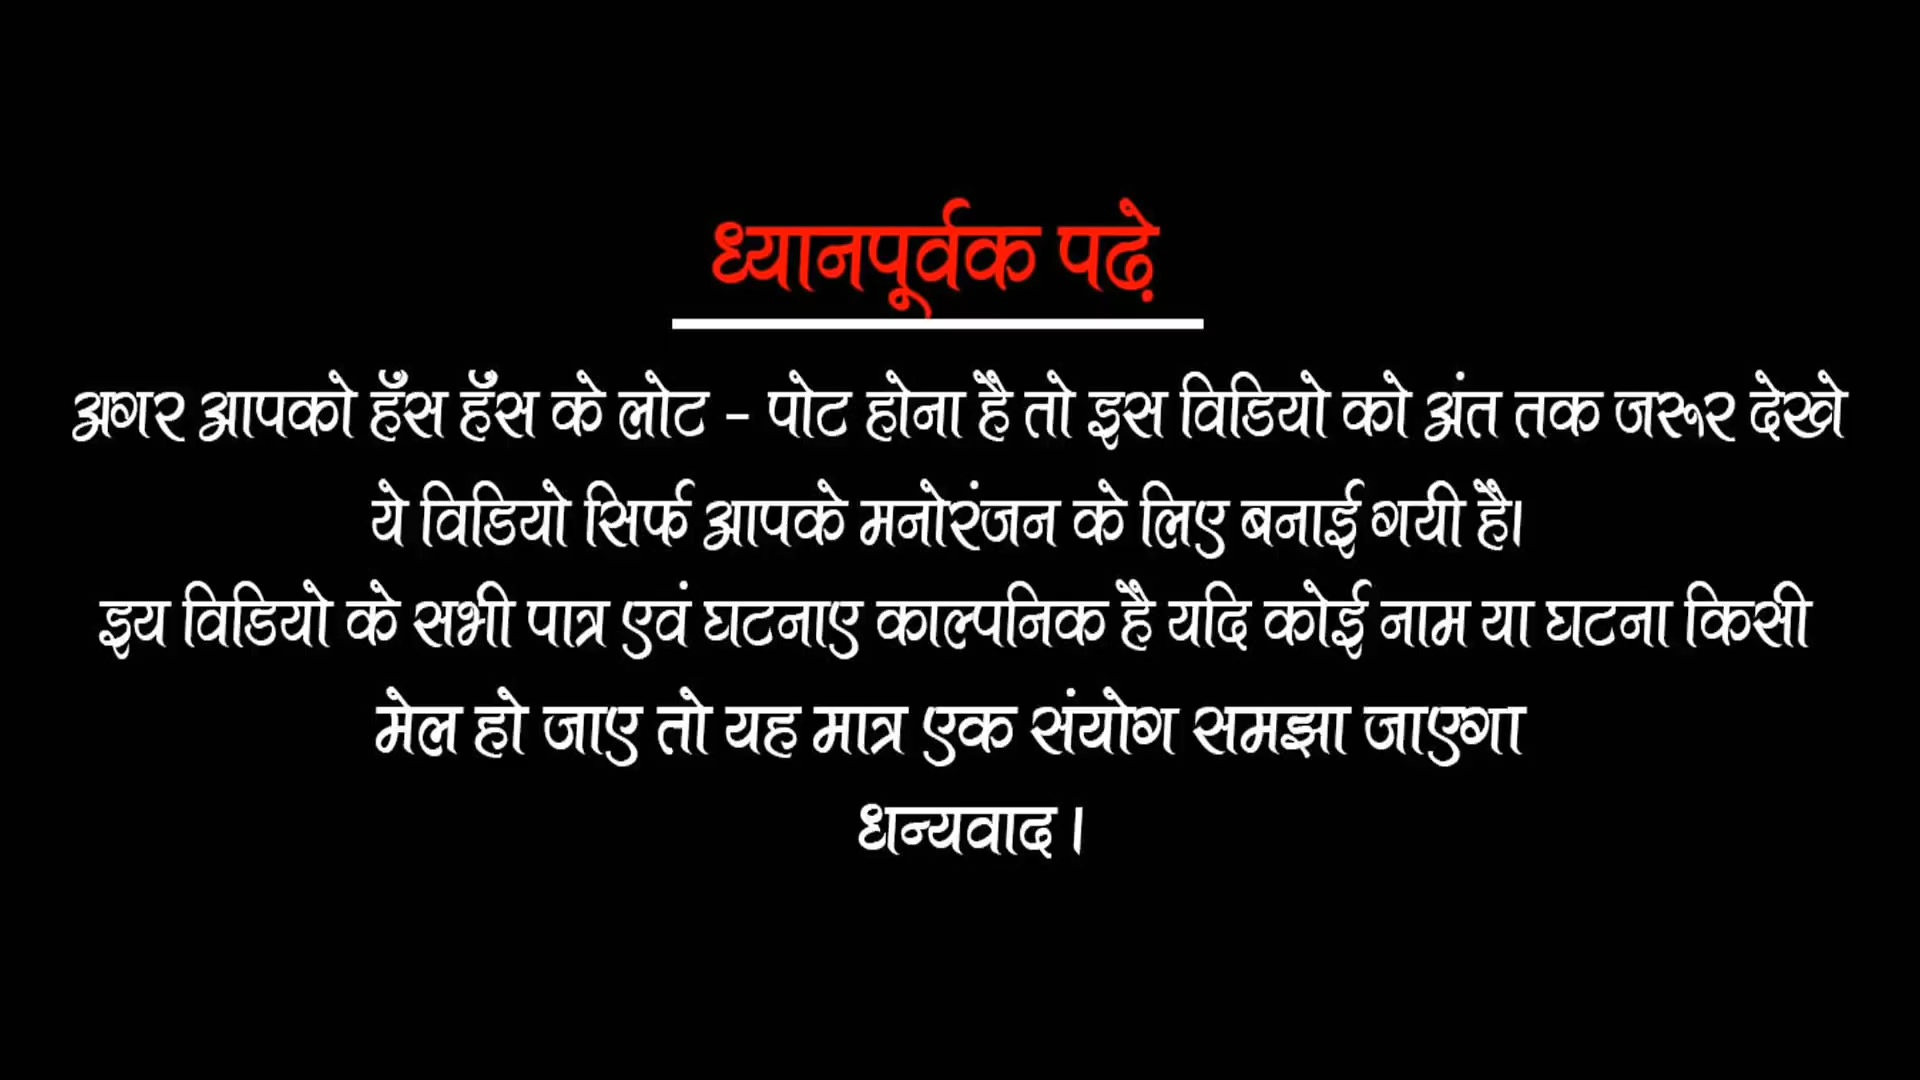 ध्यानपूर्वक पढ़े
अगर आपको हँस हँस के लोट - पोट होना है तो इस विडियो को अंत तक जरूर देखे
ये विडियो सिर्फ आपके मनोरंजन के लिए बनाई गयी है।
इय विडियो के सभी पात्र एवं घटनाए काल्पनिक है यदि कोई नाम या घटना किसी
मेल हो जाए तो यह मात्र एक संयोग समझा जाएगा
धन्यवाद ।